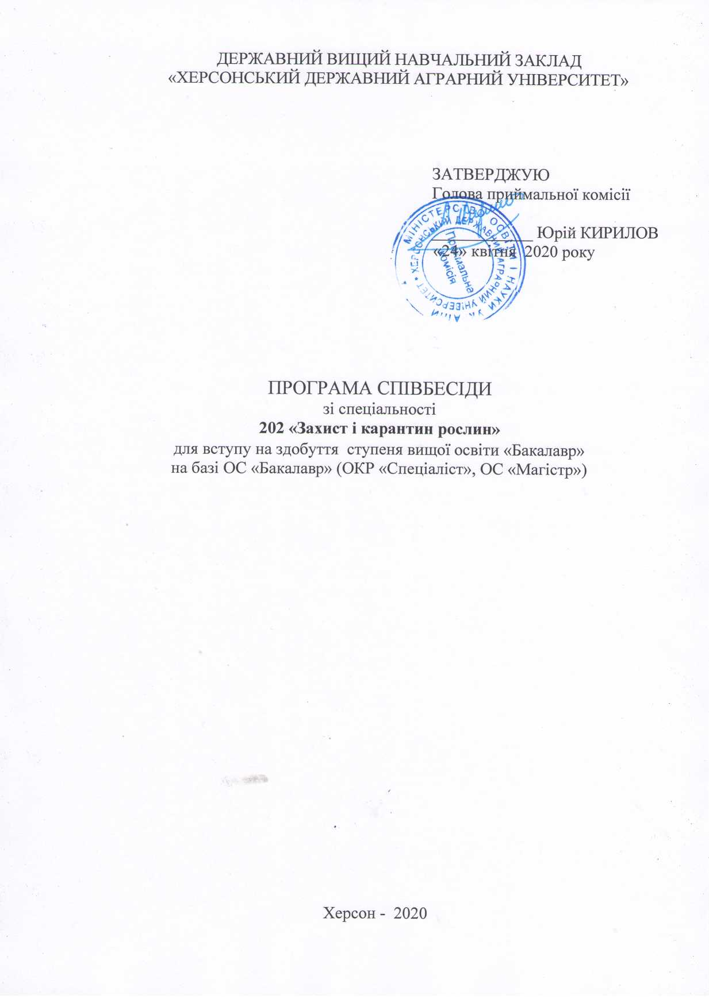 ДЕРЖАВНИЙ ВИЩИЙ НАВЧАЛЬНИЙ ЗАКЛАД
«ХЕРСОНСЬКИЙ ДЕРЖАВНИЙ АГРАРНИЙ УНІВЕРСИТЕТ»
ЗАТВЕРДЖУЮ
Голова приймальної комісії
____________ Юрій КИРИЛОВ
«24» квітня 2020 року
МІНІСТЕРСТВО ОСВІТИ І НАУКИ
ХЕРСОНСЬКИЙ ДЕРЖАВНИЙ АГРАРНИЙ УНІВЕРСИТЕТ
Приймальна
комісія
ПРОГРАМА СПІВБЕСІДИ
зі спеціальності
202 «Захист і карантин рослин»
для вступу на здобуття ступеня вищої освіти «Бакалавр»
на базі ОС «Бакалавр» (ОКР «Спеціаліст», ОС «Магістр»)
Херсон - 2020